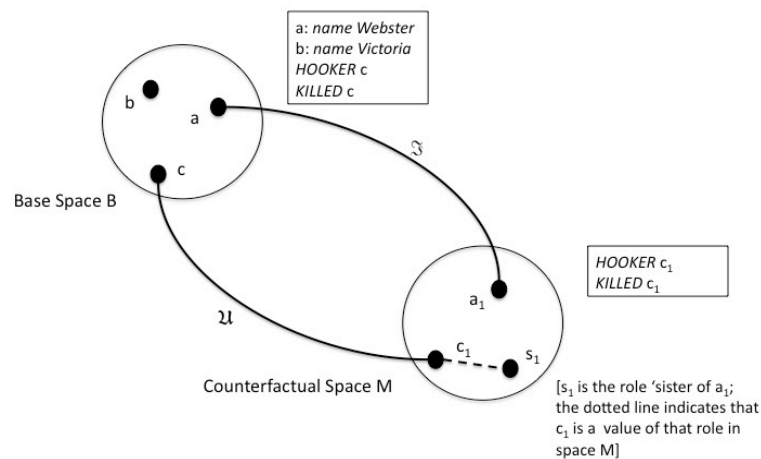 a: name Webster
b: name Victoria
HOOKER c
KILLED c
b
a
c
ℑ
Base Space B
HOOKER c₁
KILLED c₁
a₁
𝔘
c₁
s₁
Counterfactual Space M
[s₁ is the role ‘sister of a₁;
the dotted line indicates that
c₁ is a value of that role in
space M]